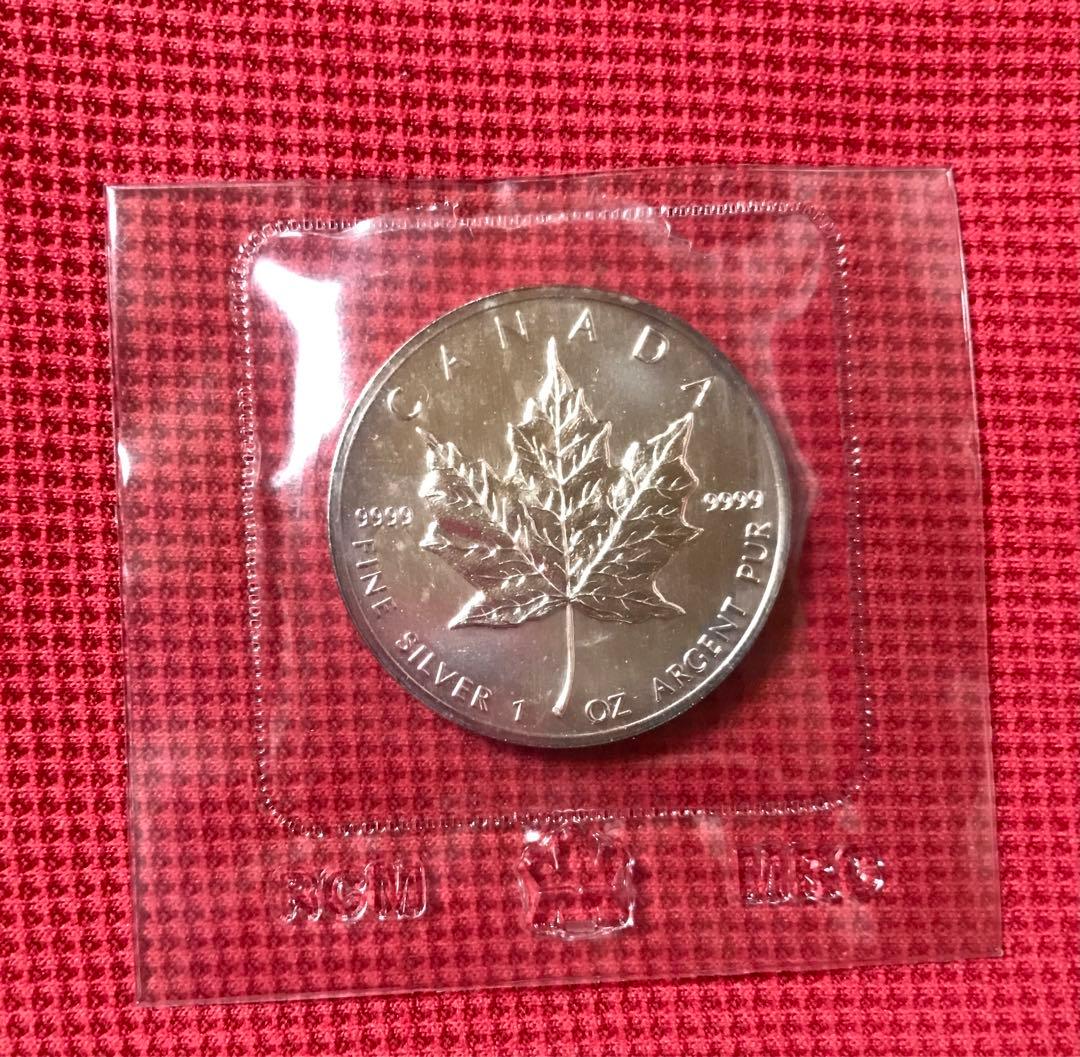 CANADA
9999
9999
FINE SILVER 1 OZ ARGENT PUR
RCM
MRC